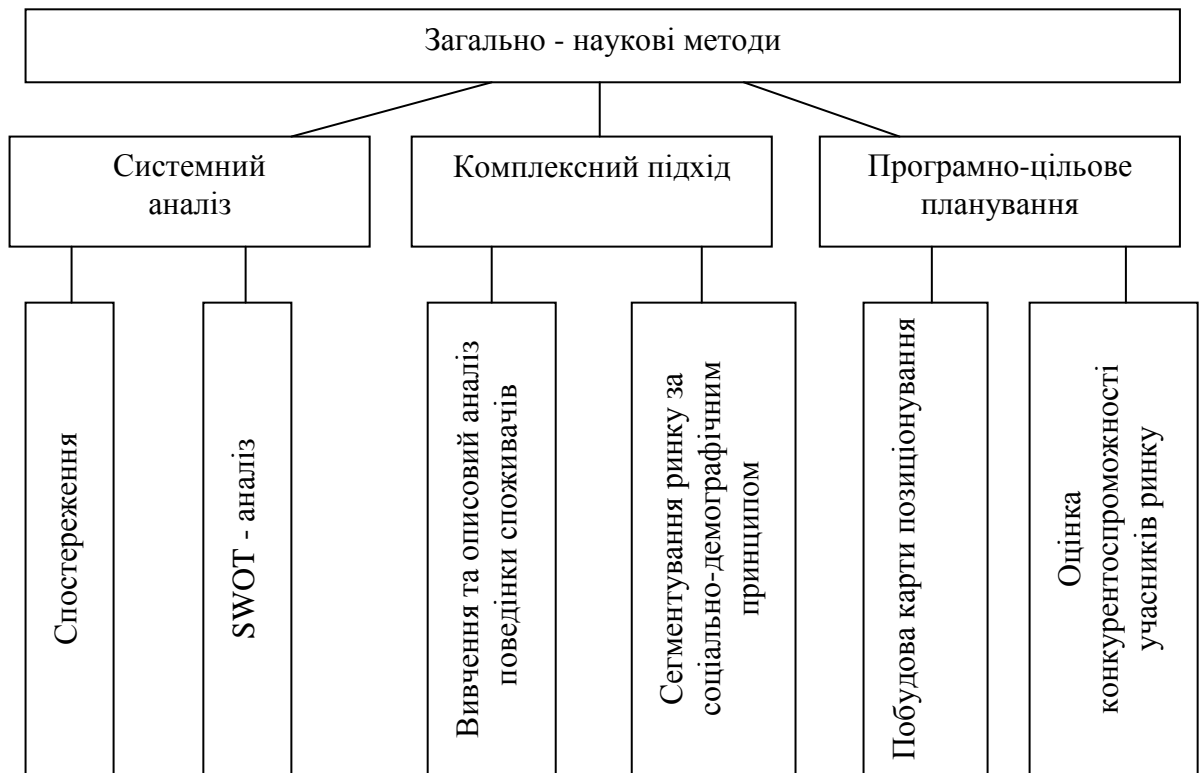 Загально - наукові методи
Системний
аналіз
Комплексний підхід
Програмно-цільове
планування
Спостереження
SWOT - аналіз
Вивчення та описовий аналіз
поведінки споживачів
Сегментування ринку за
соціально-демографічним
принципом
Побудова карти позиціонування
Оцінка
конкурентоспроможності
учасників ринку